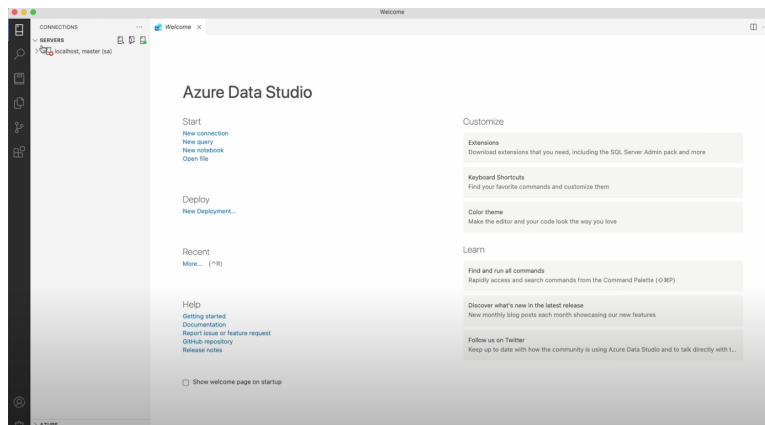 Welcome
CONNECTIONS
SERVERS
localhost, master (sa)
Welcome
Azure Data Studio
Start
New connection
New query
New notebook
Open file
Deploy
New Deployment...
Recent
More... (^R)
Help
Getting started
Documentation
Report issue or feature request
GitHub repository
Release notes
Show welcome page on startup
Customize
Extensions
Download extensions that you need, including the SQL Server Admin pack and more
Keyboard Shortcuts
Find your favorite commands and customize them
Color theme
Make the editor and your code look the way you love
Learn
Find and run all commands
Rapidly access and search commands from the Command Palette (⇧⌘P)
Discover what's new in the latest release
New monthly blog posts each month showcasing our new features
Follow us on Twitter
Keep up to date with how the community is using Azure Data Studio and to talk directly with t...
AZURE